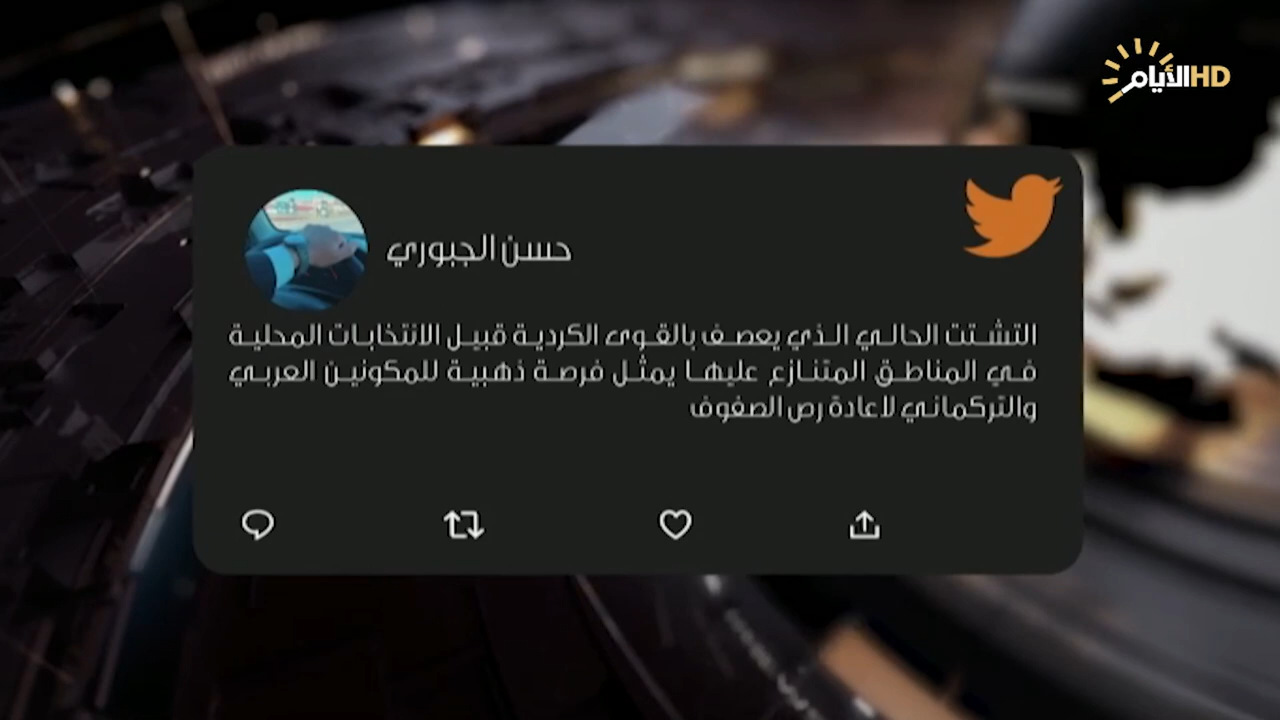 الأيام HD
حسن الجبوري
التشتت الحالي الذي يعصف بالقوى الكردية قبيل الانتخابات المحلية
في المناطق المتنازع عليها يمثل فرصة ذهبية للمكونين العربي
والتركماني لاعادة رص الصفوف